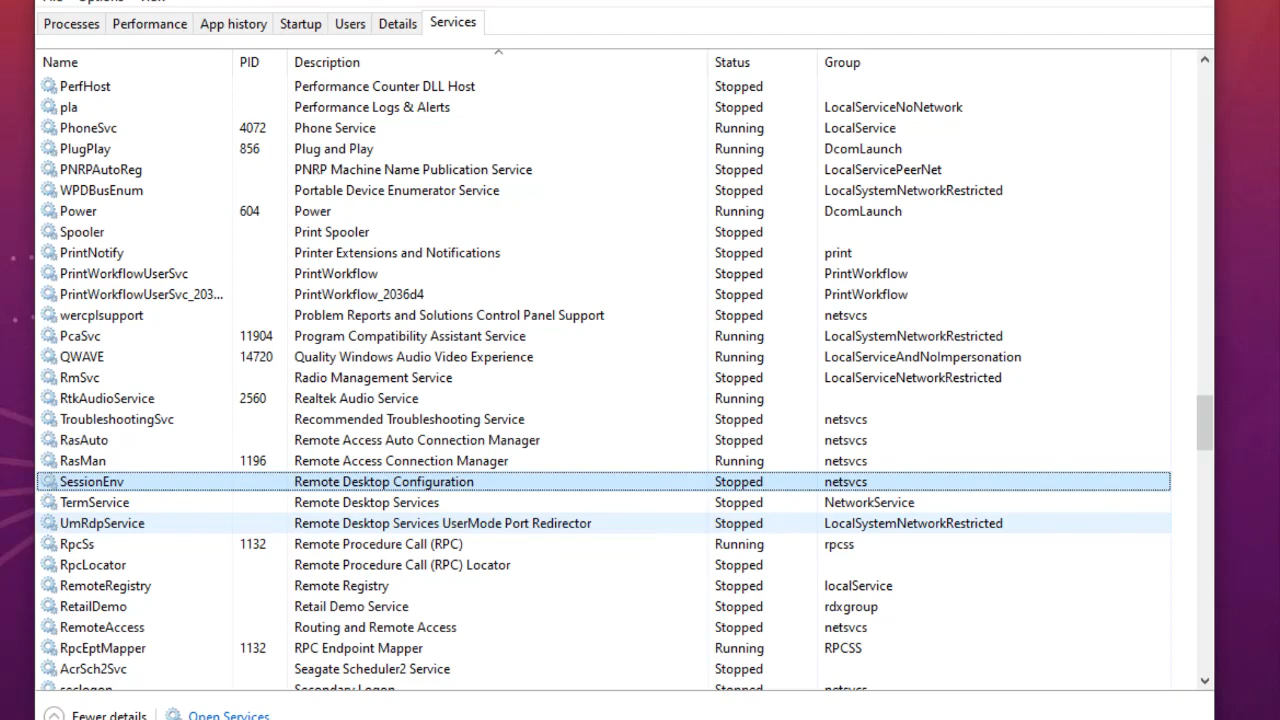 Processes Performance App history Startup Users Details Services
Name PID Description Status Group
PerfHost Performance Counter DLL Host Stopped
pla Performance Logs & Alerts Stopped LocalServiceNoNetwork
PhoneSvc 4072 Phone Service Running LocalService
PlugPlay 856 Plug and Play Running DcomLaunch
PNRPAutoReg PNRP Machine Name Publication Service Stopped LocalServicePeerNet
WPDBusEnum Portable Device Enumerator Service Stopped LocalSystemNetworkRestricted
Power 604 Power Running DcomLaunch
Spooler Print Spooler Stopped
PrintNotify Printer Extensions and Notifications Stopped print
PrintWorkflowUserSvc PrintWorkflow Stopped PrintWorkflow
PrintWorkflowUserSvc_203... PrintWorkflow_2036d4 Stopped PrintWorkflow
wercplsupport Problem Reports and Solutions Control Panel Support Stopped netsvcs
PcaSvc 11904 Program Compatibility Assistant Service Running LocalSystemNetworkRestricted
QWAVE 14720 Quality Windows Audio Video Experience Running LocalServiceAndNoImpersonation
RmSvc Radio Management Service Stopped LocalServiceNetworkRestricted
RtkAudioService 2560 Realtek Audio Service Running
TroubleshootingSvc Recommended Troubleshooting Service Stopped netsvcs
RasAuto Remote Access Auto Connection Manager Stopped netsvcs
RasMan 1196 Remote Access Connection Manager Running netsvcs
SessionEnv Remote Desktop Configuration Stopped netsvcs
TermService Remote Desktop Services Stopped NetworkService
UmRdpService Remote Desktop Services UserMode Port Redirector Stopped LocalSystemNetworkRestricted
RpcSs 1132 Remote Procedure Call (RPC) Running rpcss
RpcLocator Remote Procedure Call (RPC) Locator Stopped
RemoteRegistry Remote Registry Stopped localService
RetailDemo Retail Demo Service Stopped rdxgroup
RemoteAccess Routing and Remote Access Stopped netsvcs
RpcEptMapper 1132 RPC Endpoint Mapper Running RPCSS
AcrSch2Svc Seagate Scheduler2 Service Stopped
seclogon Secondary Logon Stopped netsvcs
Fewer details Open Services